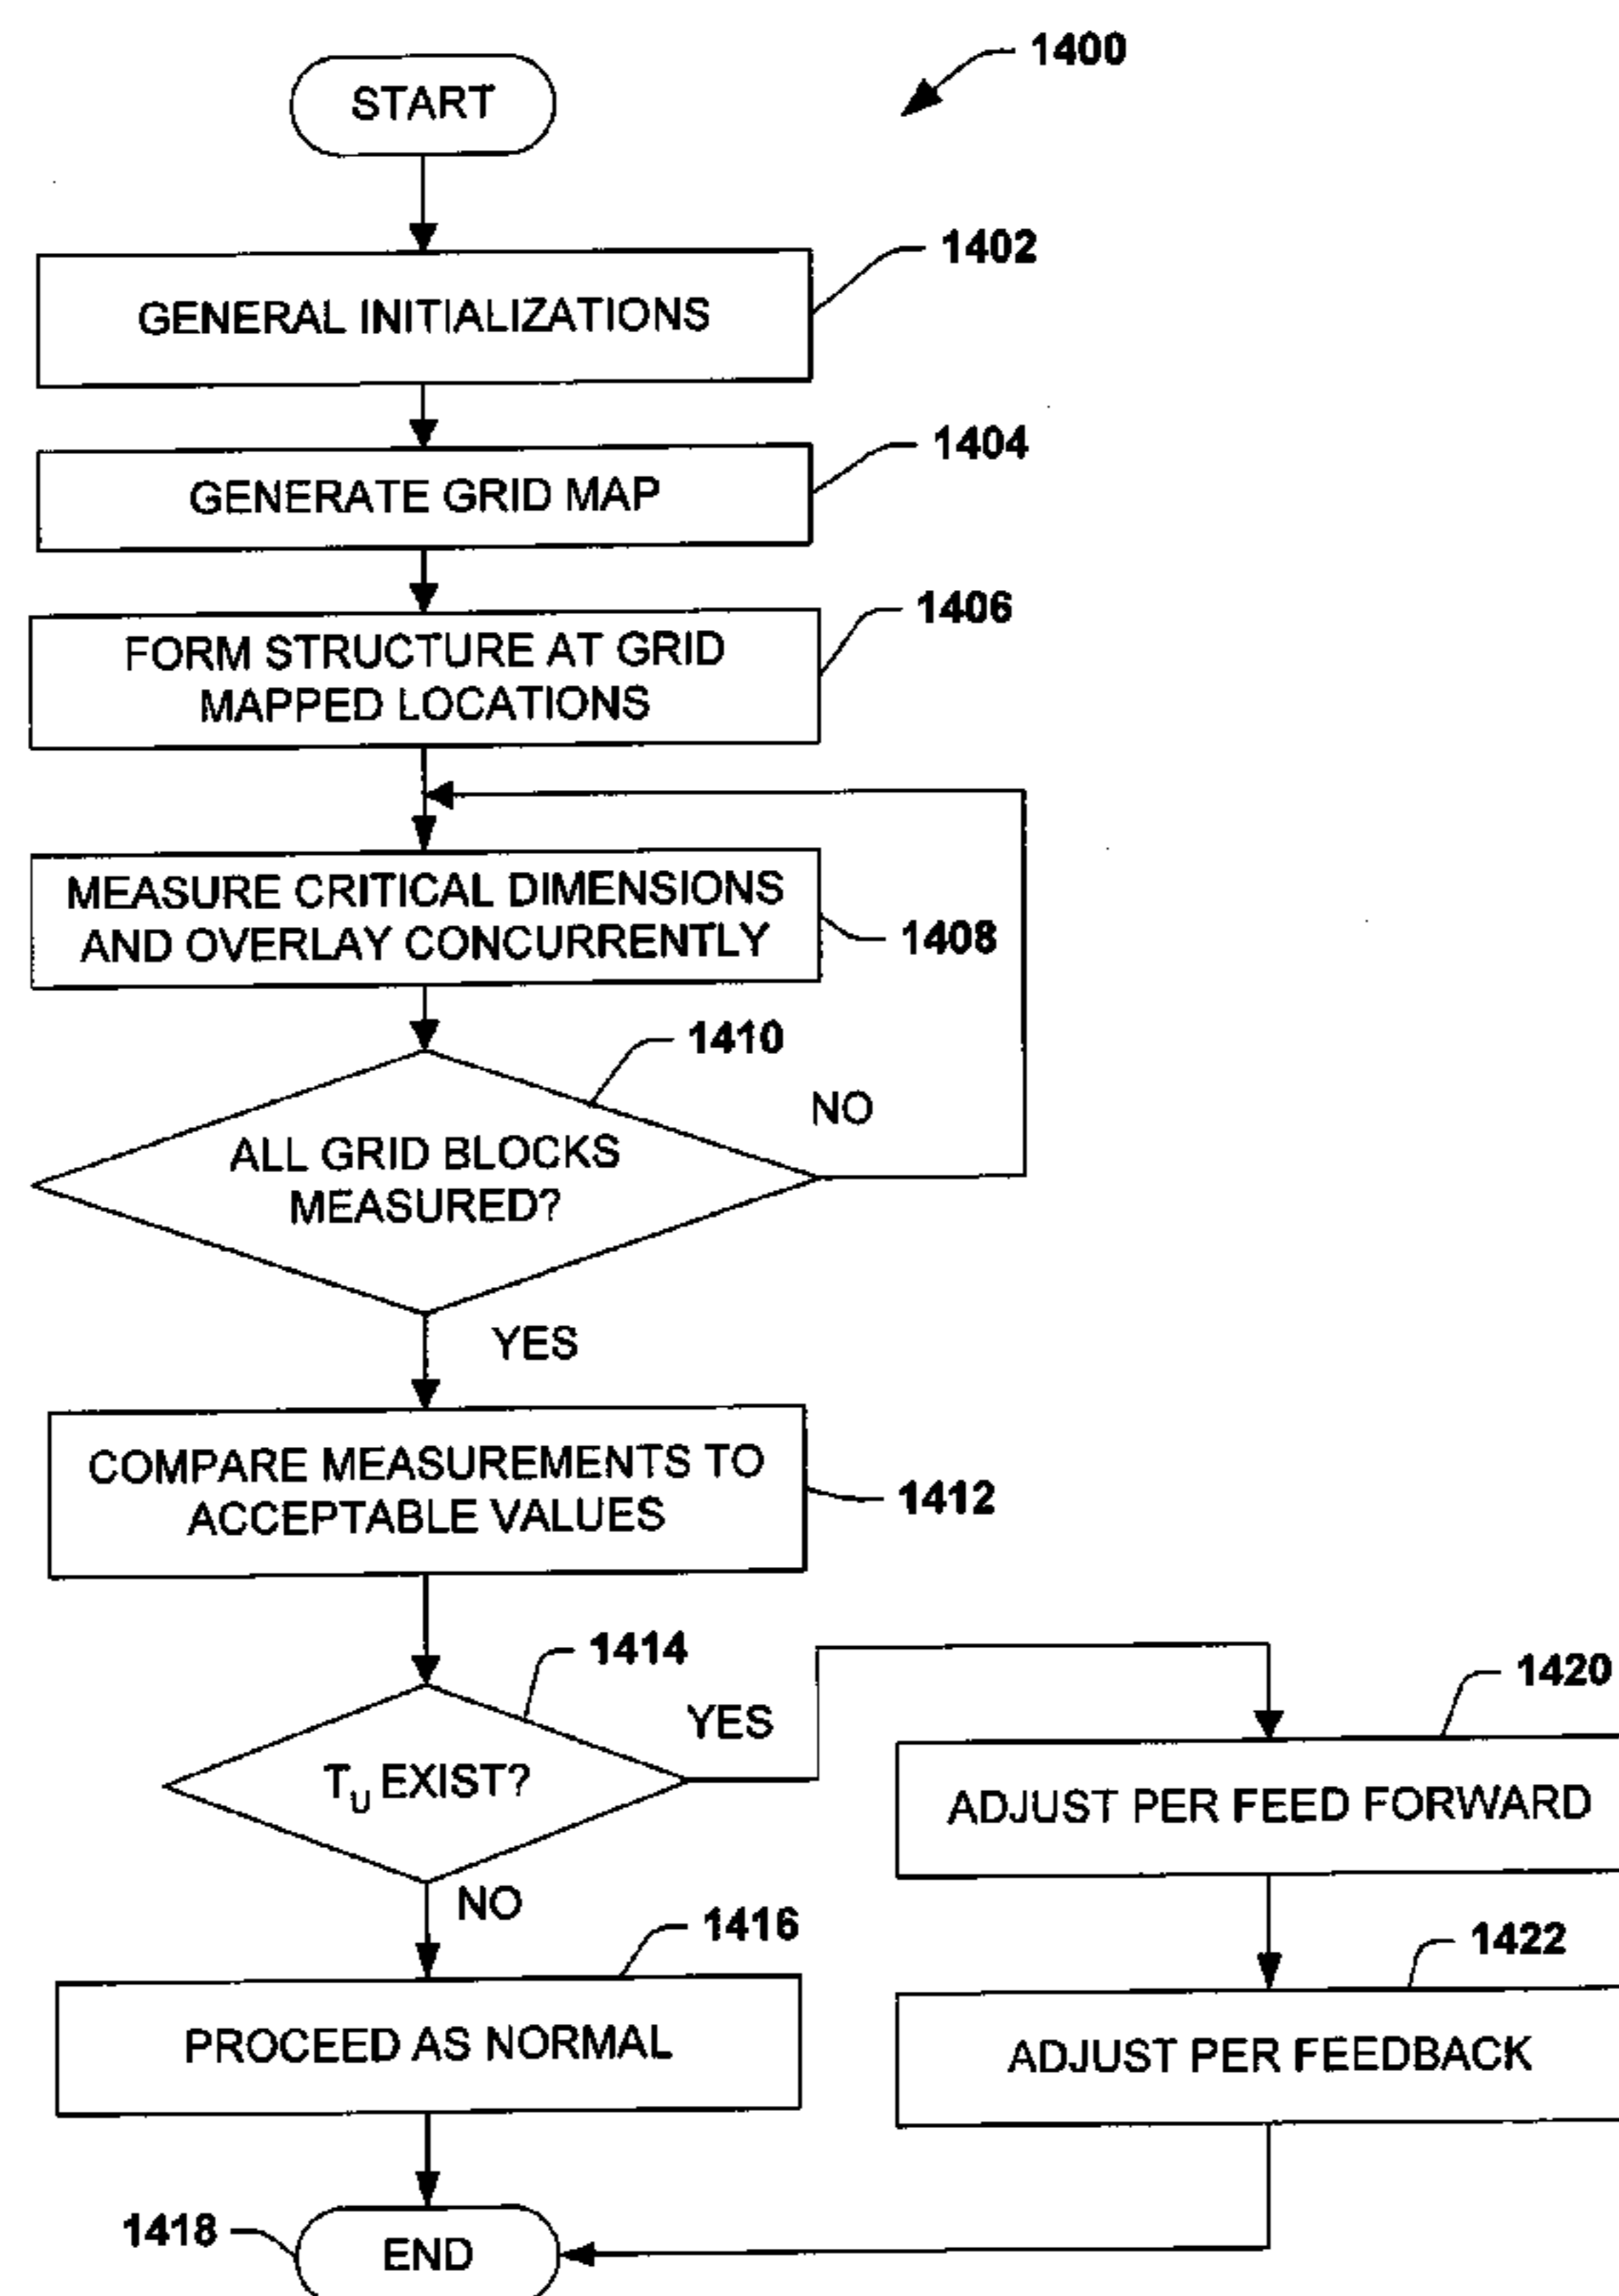 1400
START
1402
GENERAL INITIALIZATIONS
1404
GENERATE GRID MAP
1406
FORM STRUCTURE AT GRID
MAPPED LOCATIONS
MEASURE CRITICAL DIMENSIONS
AND OVERLAY CONCURRENTLY
1408
1410
NO
ALL GRID BLOCKS
MEASURED?
YES
COMPARE MEASUREMENTS TO
ACCEPTABLE VALUES
1412
1414
YES
TU EXIST?
NO
1420
ADJUST PER FEED FORWARD
1416
PROCEED AS NORMAL
1422
ADJUST PER FEEDBACK
1418
END